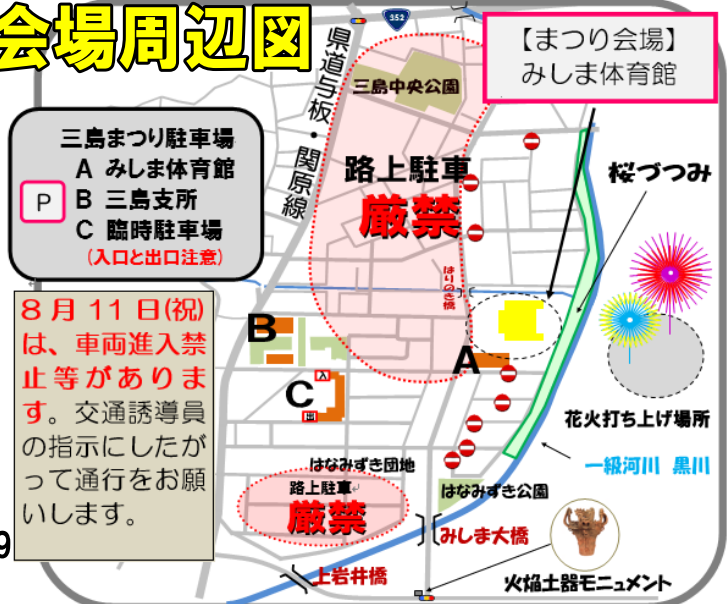 会場周辺図
352
【まつり会場】
みしま体育館
県道与板・関原線
三島中央公園
三島まつり駐車場
A みしま体育館
P B 三島支所
C 臨時駐車場
(入口と出口注意)
路上駐車
厳禁
桜づつみ
はりのき橋
8月11日(祝)
は、車両進入禁
止等がありま
す。交通誘導員
の指示にしたが
って通行をお願
いします。
B
A
C
入
出
花火打ち上げ場所
一級河川 黒川
はなみずき団地
路上駐車
厳禁
はなみずき公園
みしま大橋
上岩井橋
火焔土器モニュメント
9